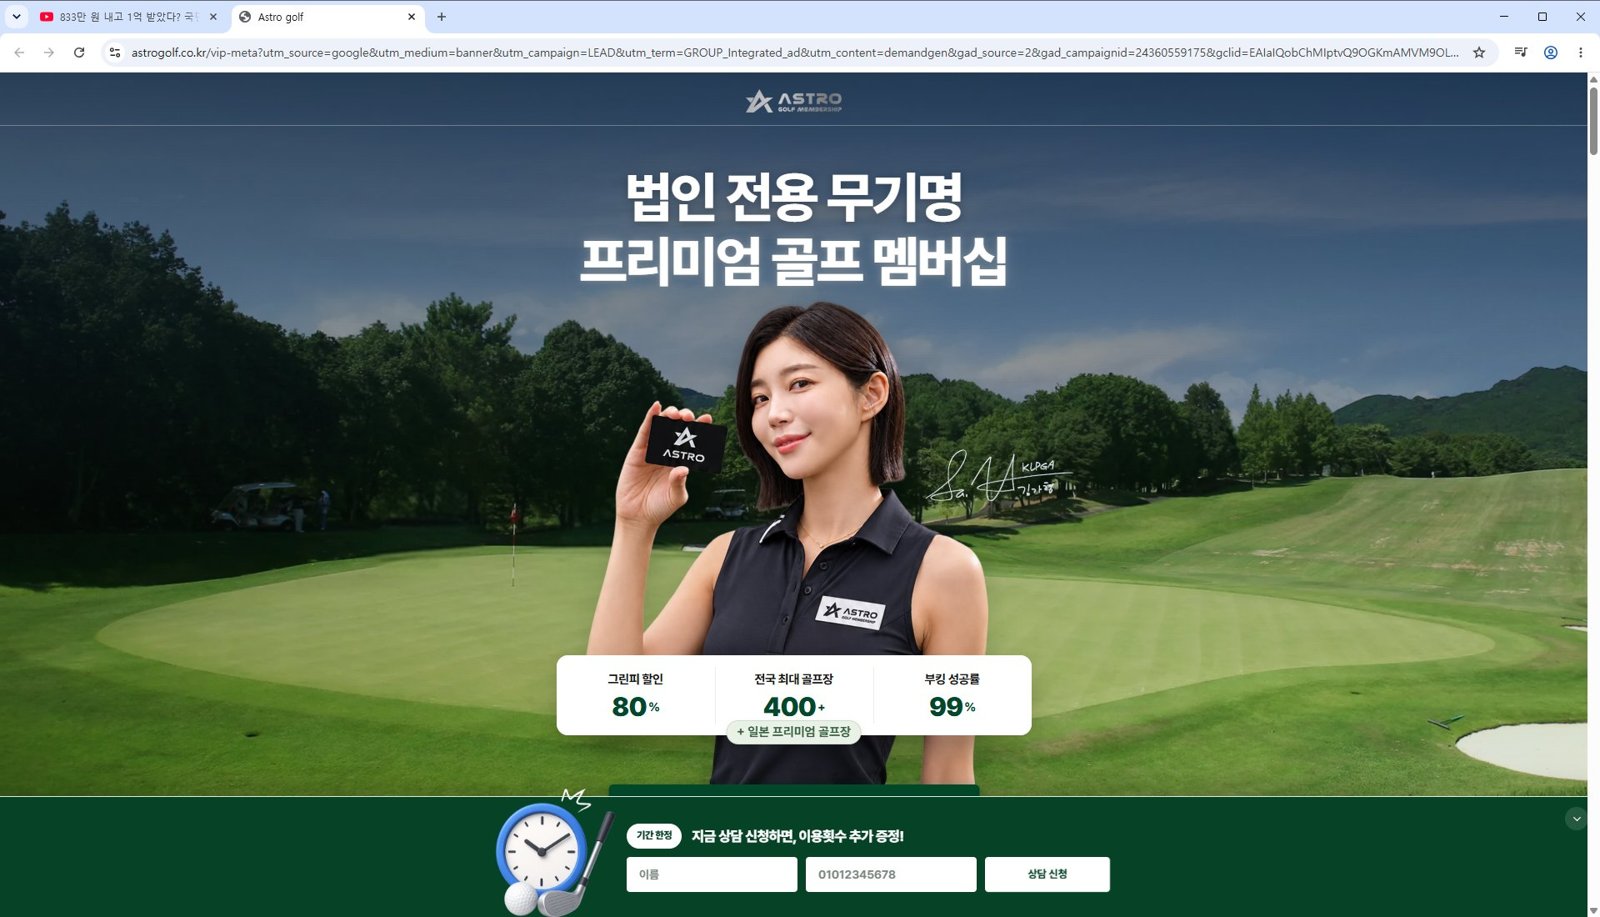 833만 원 내고 1억 받았다? 국
Astro golf
astrogolf.co.kr/vip-meta?utm_source=google&utm_medium=banner&utm_campaign=LEAD&utm_term=GROUP_Integrated_ad&utm_content=demandgen&gad_source=2&gad_campaignid=24360559175&gclid=EAIaIQobChMIptvQ9OGKmAMVM9OL...
ASTRO
GOLF MEMBERSHIP
법인 전용 무기명
프리미엄 골프 멤버십
ASTRO
KLPGA
ASTRO
GOLF MEMBERSHIP
그린피 할인
80%
전국 최대 골프장
400+
부킹 성공률
99%
+ 일본 프리미엄 골프장
기간 한정
지금 상담 신청하면, 이용횟수 추가 증정!
이름
01012345678
상담 신청